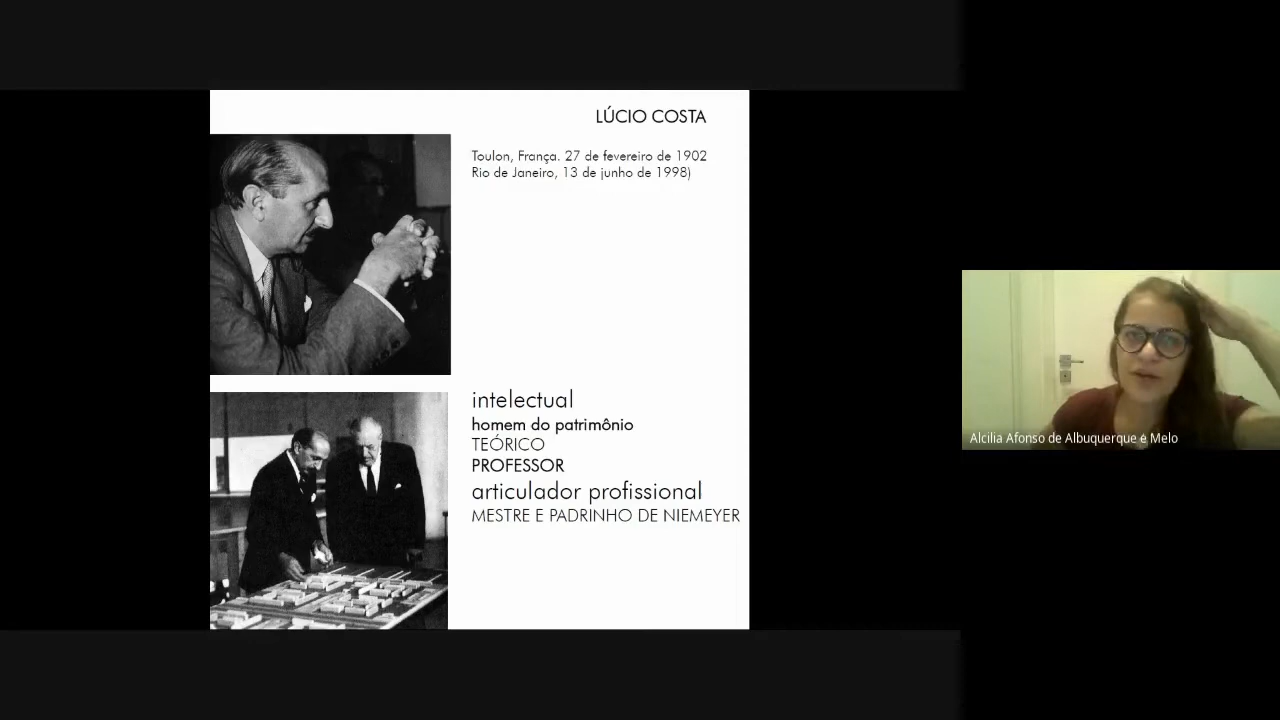 LÚCIO COSTA
Toulon, França. 27 de fevereiro de 1902
Rio de Janeiro, 13 de junho de 1998)
intelectual
homem do patrimônio
TEÓRICO
PROFESSOR
articulador profissional
MESTRE E PADRINHO DE NIEMEYER
Alcilia Afonso de Albuquerque e Melo